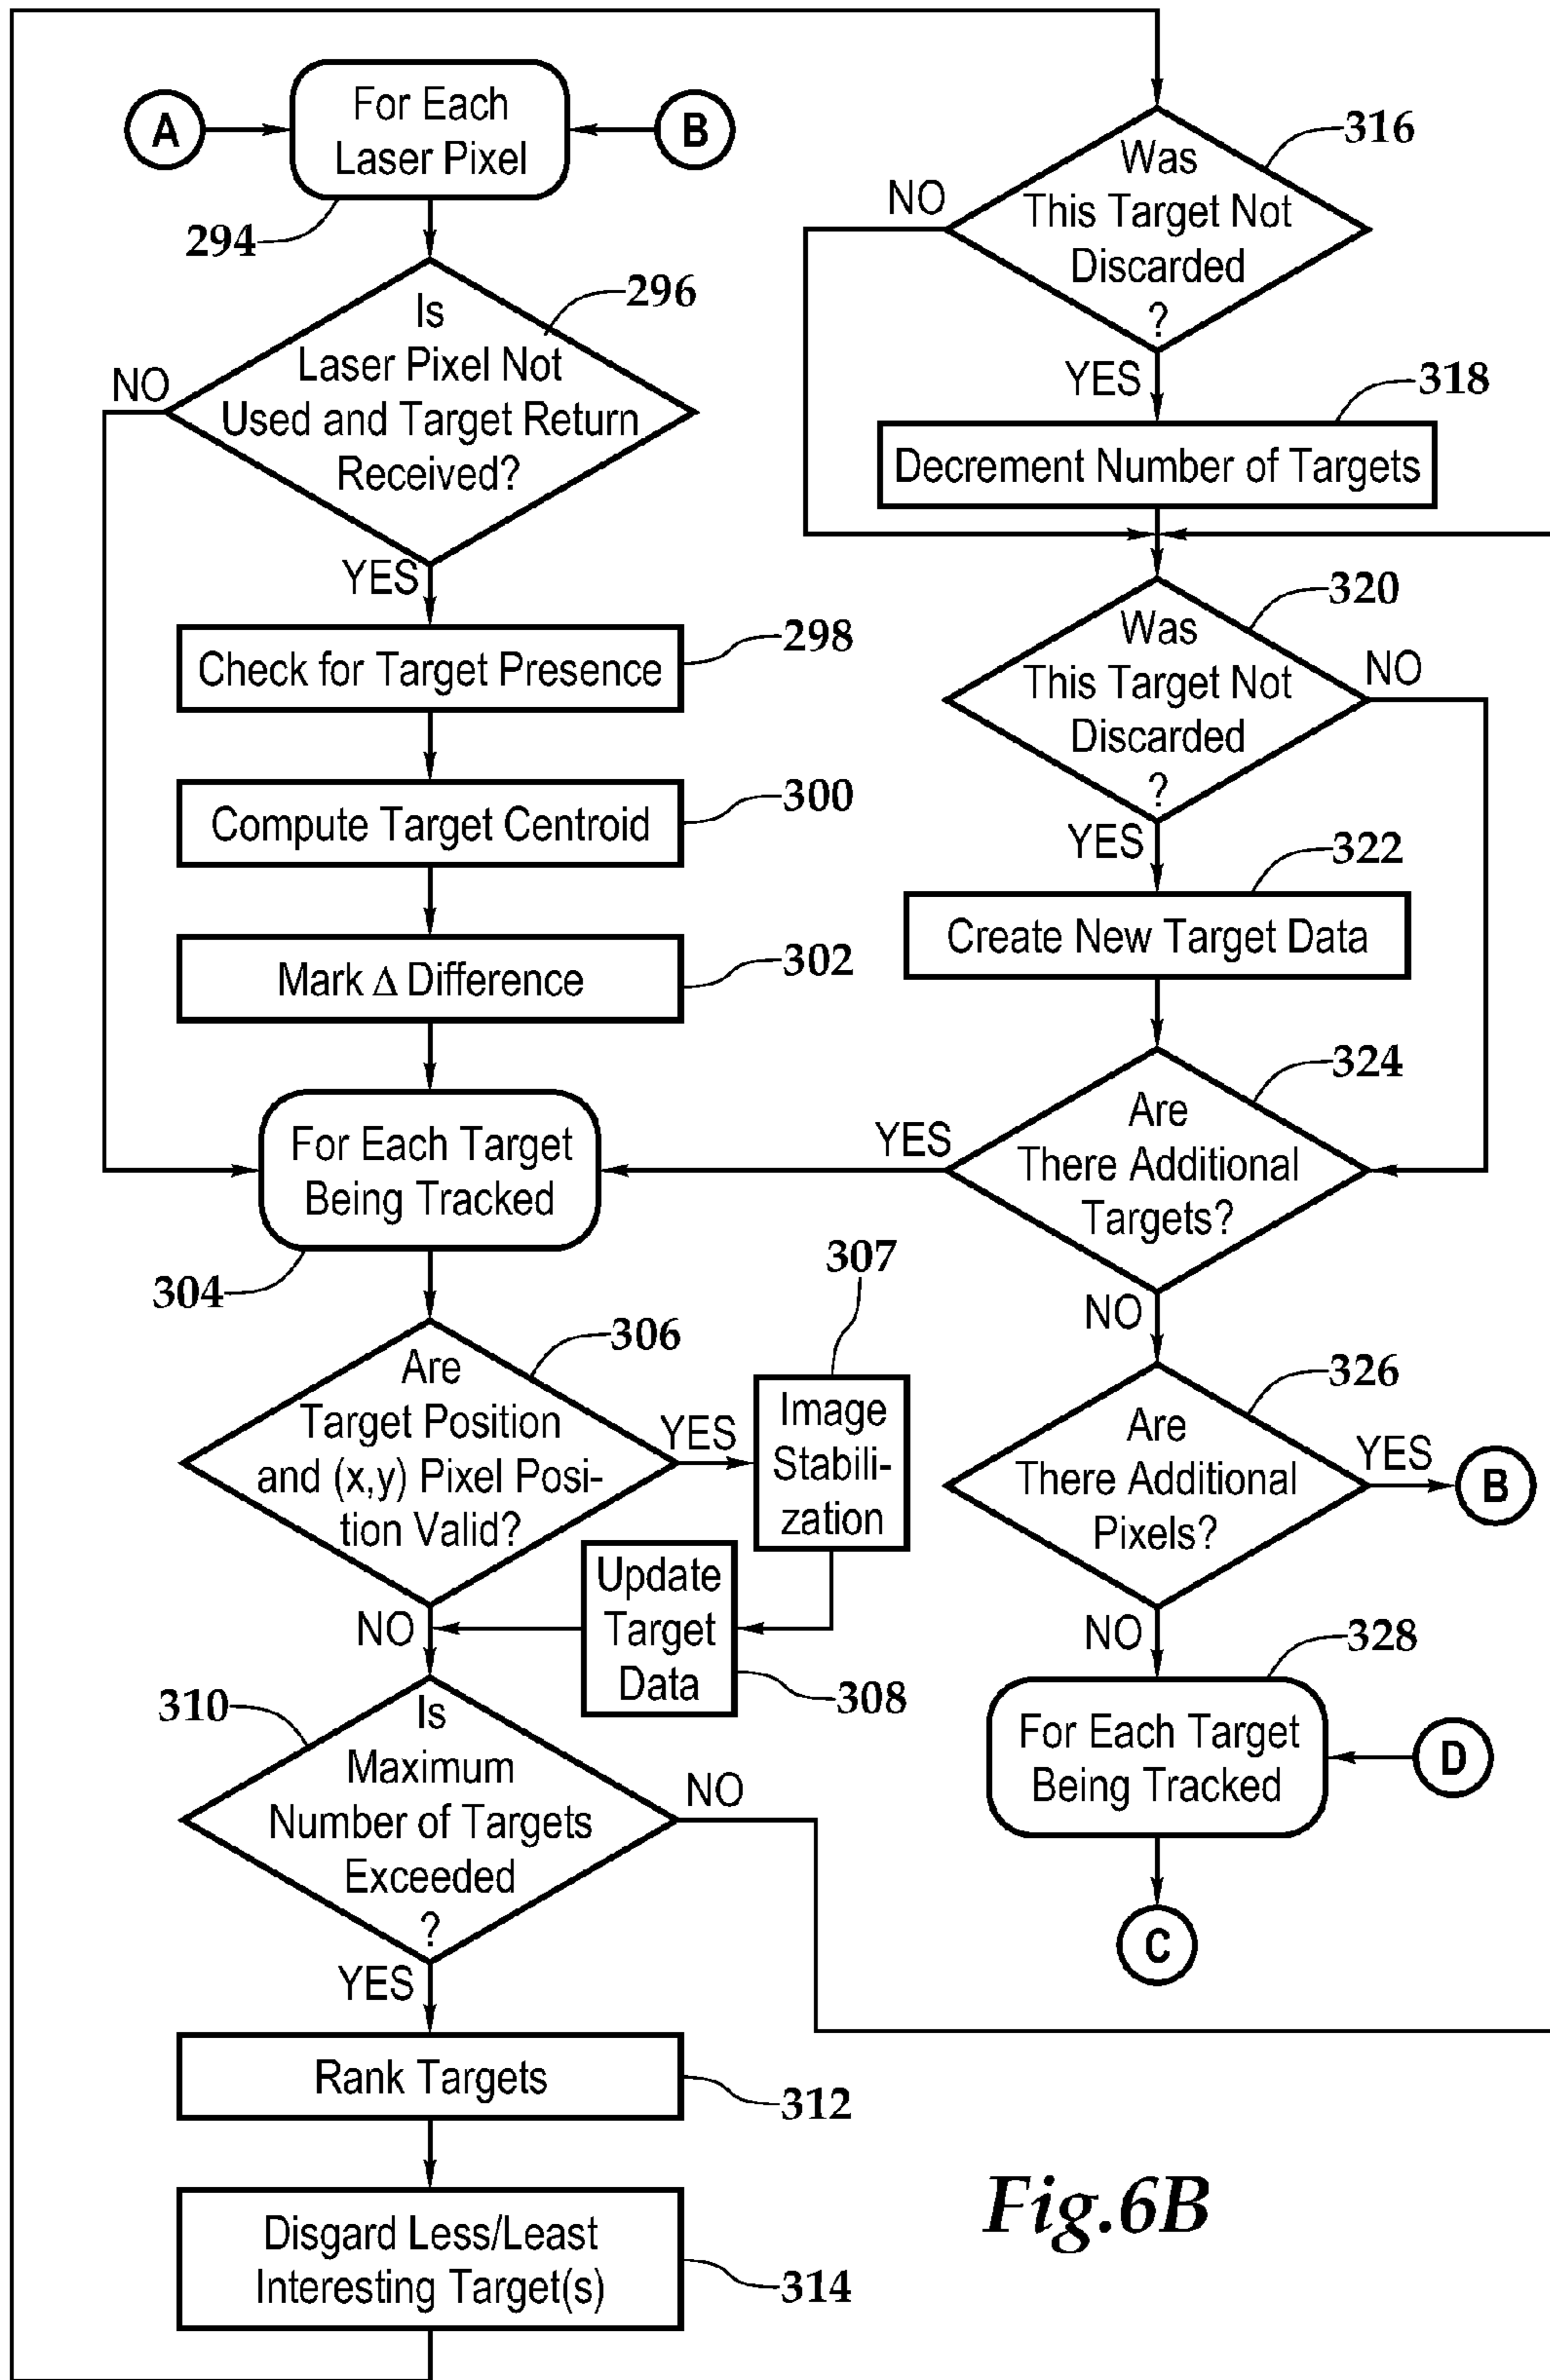 A
For Each
Laser Pixel
B
294
Is
Laser Pixel Not
Used and Target Return
Received?
296
NO
YES
Check for Target Presence
298
Compute Target Centroid
300
Mark Δ Difference
302
For Each Target
Being Tracked
304
Are
Target Position
and (x,y) Pixel Posi-
tion Valid?
306
YES
307
Image
Stabili-
zation
Update
Target
Data
308
NO
310
Is
Maximum
Number of Targets
Exceeded
?
NO
YES
Rank Targets
312
Disgard Less/Least
Interesting Target(s)
314
Was
This Target Not
Discarded
?
316
NO
YES
318
Decrement Number of Targets
Was
This Target Not
Discarded
?
320
NO
YES
322
Create New Target Data
Are
There Additional
Targets?
324
YES
NO
Are
There Additional
Pixels?
326
YES
B
NO
328
For Each Target
Being Tracked
D
C
Fig.6B